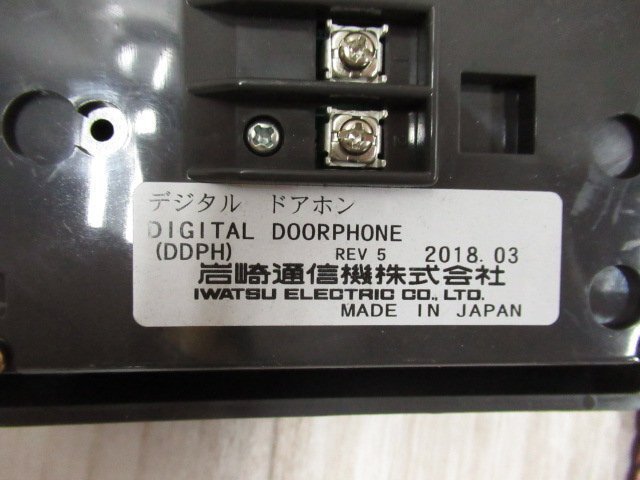 デジタル ドアホン
DIGITAL DOORPHONE
(DDPH) REV 5 2018.03
岩崎通信機株式会社
IWATSU ELECTRIC CO., LTD.
MADE IN JAPAN